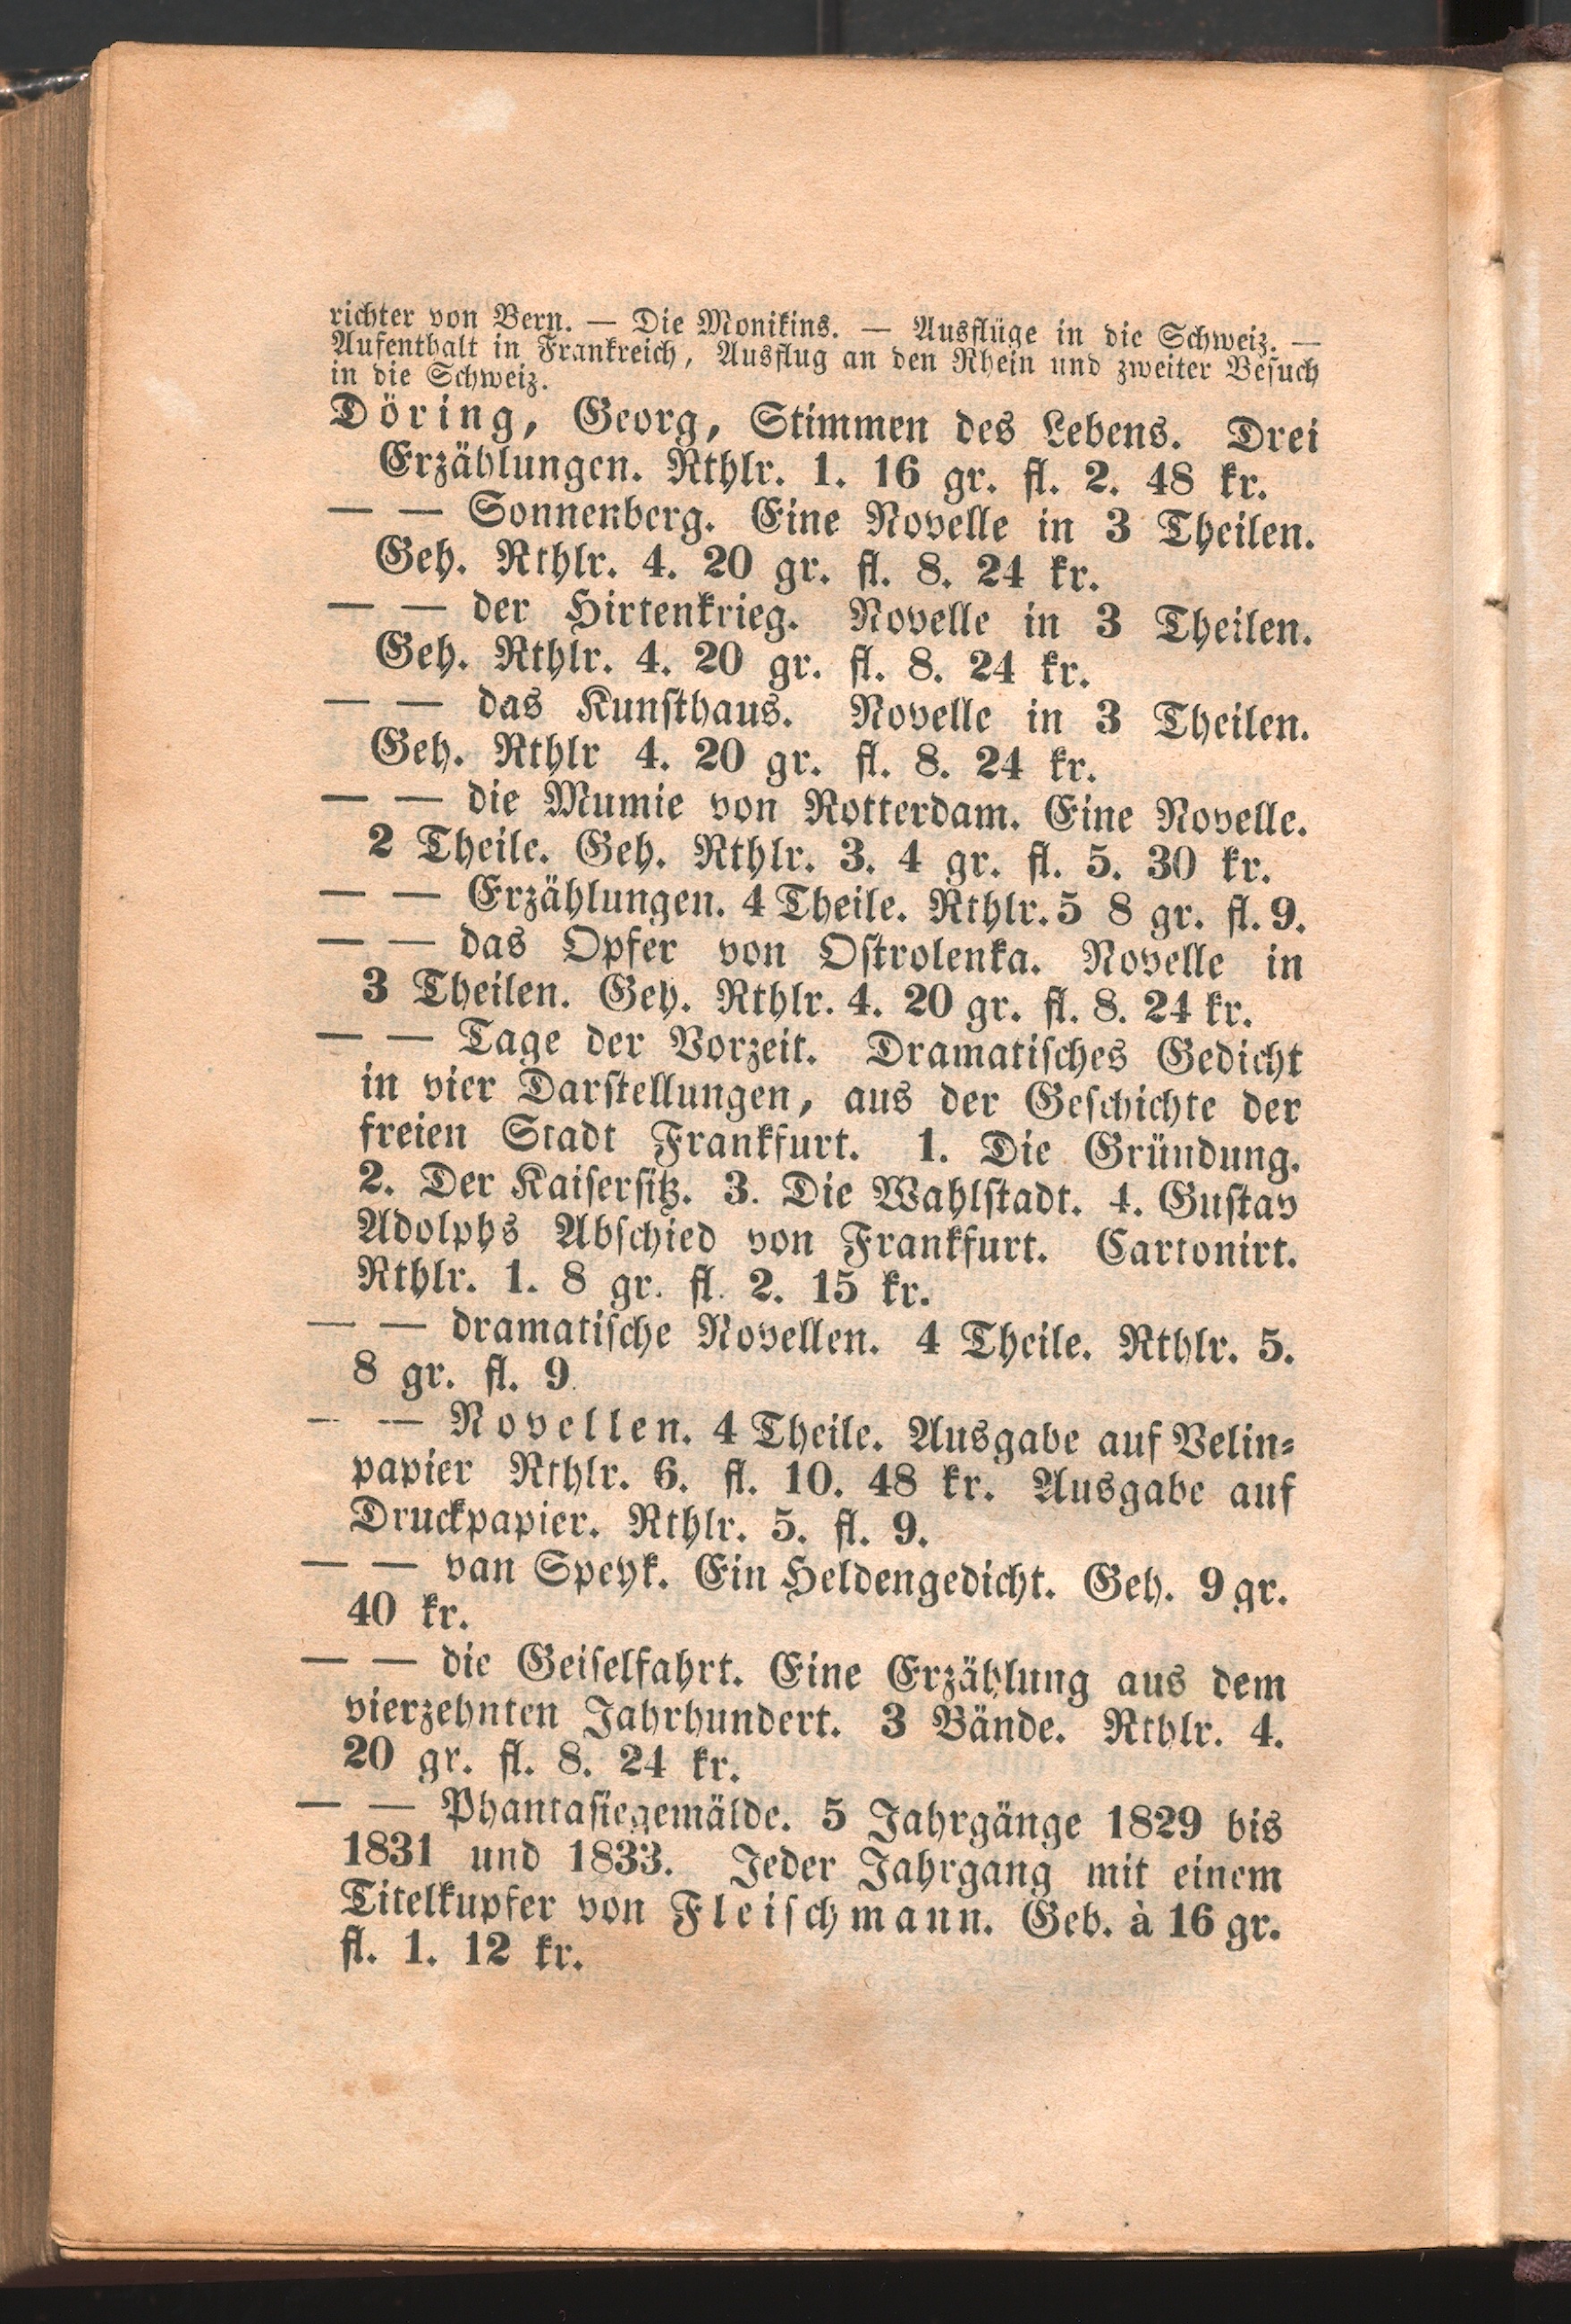 richter von Bern. — Die Monikins. — Ausflüge in die Schweiz. —
Aufenthalt in Frankreich, Ausflug an den Rhein und zweiter Besuch
in die Schweiz.
Döring, Georg, Stimmen des Lebens. Drei
Erzählungen. Rthlr. 1. 16 gr. fl. 2. 48 kr.
— — Sonnenberg. Eine Novelle in 3 Theilen.
Geh. Rthlr. 4. 20 gr. fl. 8. 24 kr.
— — der Hirtenkrieg. Novelle in 3 Theilen.
Geh. Rthlr. 4. 20 gr. fl. 8. 24 kr.
— — das Kunsthaus. Novelle in 3 Theilen.
Geh. Rthlr 4. 20 gr. fl. 8. 24 kr.
— — die Mumie von Rotterdam. Eine Novelle.
2 Theile. Geh. Rthlr. 3. 4 gr. fl. 5. 30 kr.
— — Erzählungen. 4 Theile. Rthlr. 5 8 gr. fl. 9.
— — das Opfer von Ostrolenka. Novelle in
3 Theilen. Geh. Rthlr. 4. 20 gr. fl. 8. 24 kr.
— — Tage der Vorzeit. Dramatisches Gedicht
in vier Darstellungen, aus der Geschichte der
freien Stadt Frankfurt. 1. Die Gründung.
2. Der Kaisersitz. 3. Die Wahlstadt. 4. Gustav
Adolphs Abschied von Frankfurt. Cartonirt.
Rthlr. 1. 8 gr. fl. 2. 15 kr.
— — dramatische Novellen. 4 Theile. Rthlr. 5.
8 gr. fl. 9.
— — Novellen. 4 Theile. Ausgabe auf Velin-
papier Rthlr. 6. fl. 10. 48 kr. Ausgabe auf
Druckpapier. Rthlr. 5. fl. 9.
— — van Speyk. Ein Heldengedicht. Geh. 9 gr.
40 kr.
— — die Geiselfahrt. Eine Erzählung aus dem
vierzehnten Jahrhundert. 3 Bände. Rthlr. 4.
20 gr. fl. 8. 24 kr.
— — Phantasiegemälde. 5 Jahrgänge 1829 bis
1831 und 1833. Jeder Jahrgang mit einem
Titelkupfer von Fleischmann. Geb. à 16 gr.
fl. 1. 12 kr.